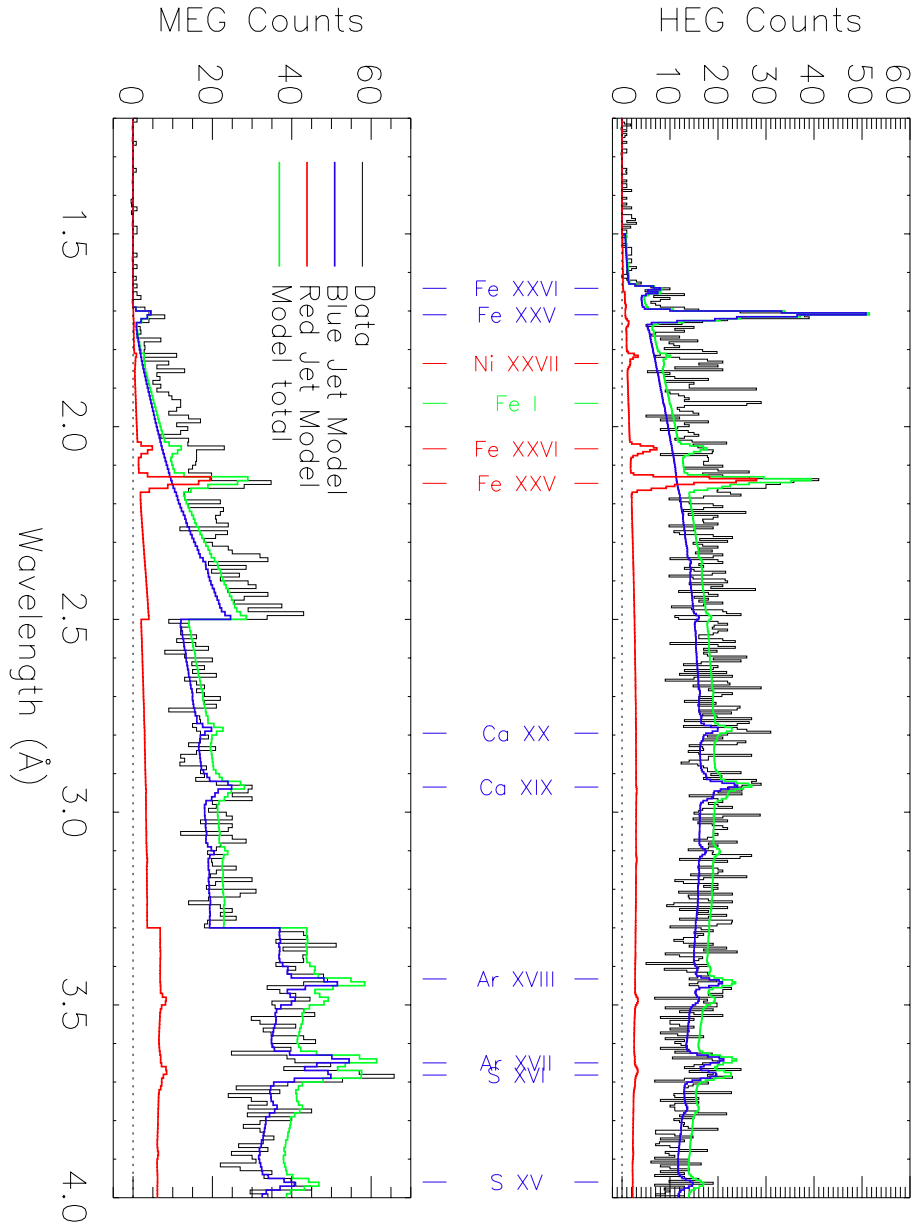 HEG Counts
0 10 20 30 40 50 60
Fe XXVI
Fe XXV
Ni XXVII
Fe I
Fe XXVI
Fe XXV
Ca XX
Ca XIX
Ar XVIII
Ar XVII
S XVI
S XV
MEG Counts
0 20 40 60
Data
Blue Jet Model
Red Jet Model
Model total
1.5 2.0 2.5 3.0 3.5 4.0
Wavelength (Å)